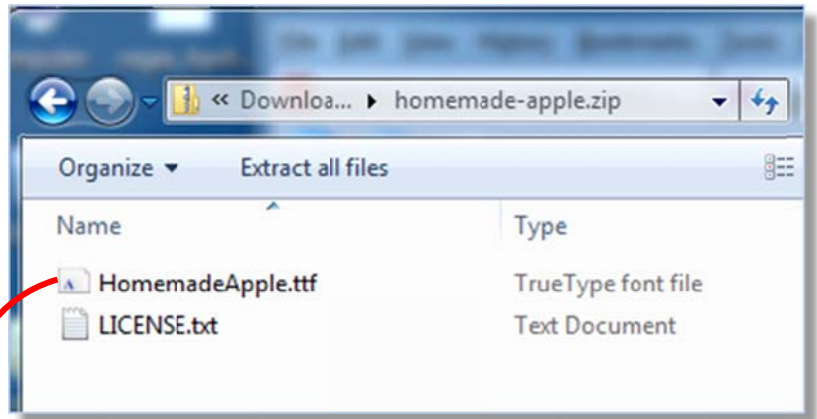 « Downloa... ▸ homemade-apple.zip
Organize ▾ Extract all files
Name Type
HomemadeApple.ttf TrueType font file
LICENSE.txt Text Document